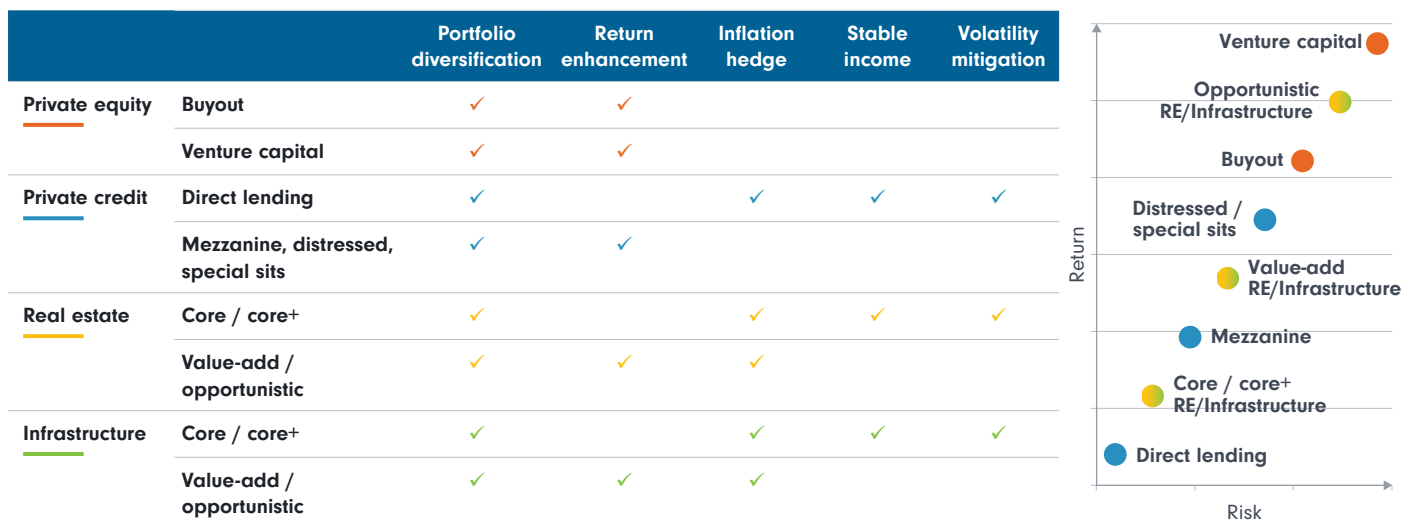 Portfolio diversification
Return enhancement
Inflation hedge
Stable income
Volatility mitigation
Private equity
Buyout
✓ ✓
Venture capital
✓ ✓
Private credit
Direct lending
✓ ✓ ✓ ✓
Mezzanine, distressed,
special sits
✓ ✓
Real estate
Core / core+
✓ ✓ ✓ ✓
Value-add /
opportunistic
✓ ✓ ✓
Infrastructure
Core / core+
✓ ✓ ✓ ✓
Value-add /
opportunistic
✓ ✓ ✓
Return
Venture capital
Opportunistic
RE/Infrastructure
Buyout
Distressed /
special sits
Value-add
RE/Infrastructure
Mezzanine
Core / core+
RE/Infrastructure
Direct lending
Risk